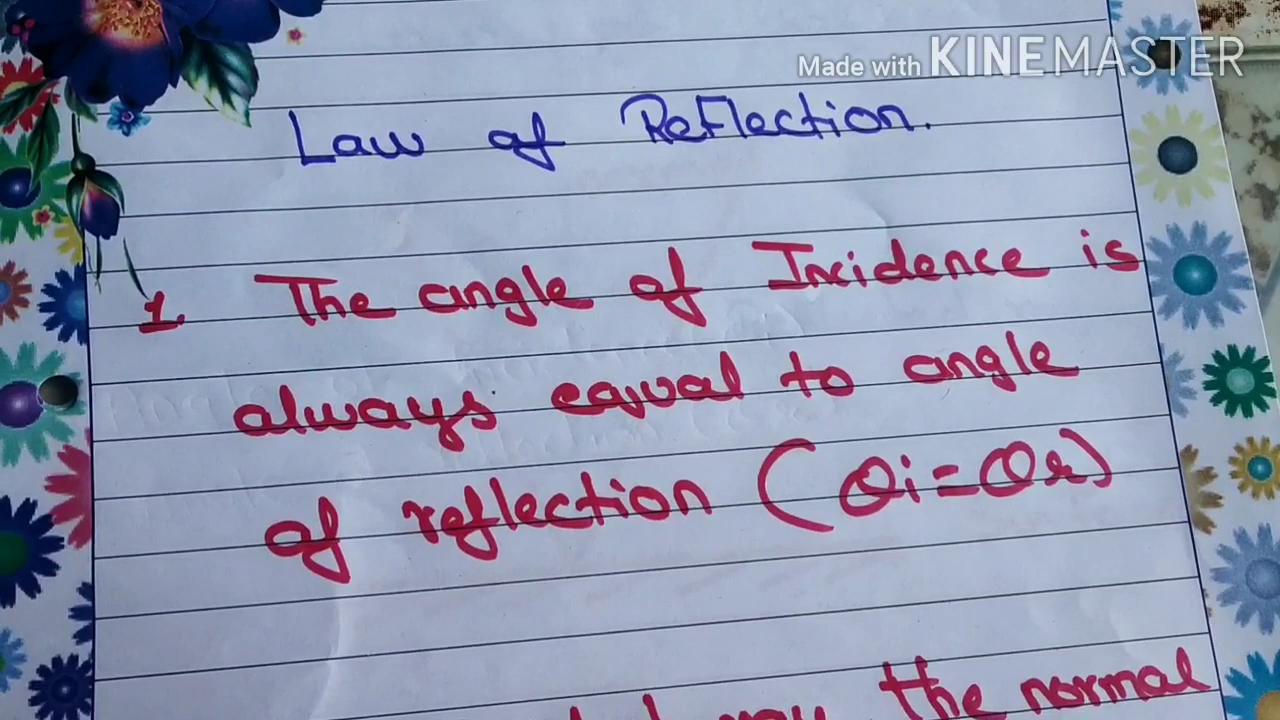 Made with KINEMASTER
Law of Reflection.
1. The angle of Incidence is
always equal to angle
of reflection (θi=θr)
the normal